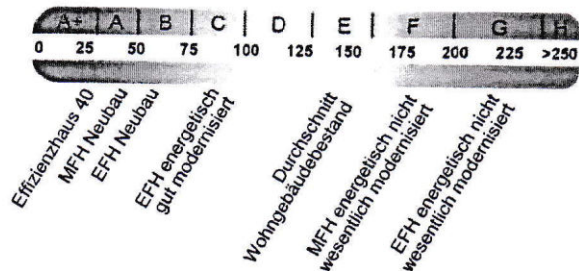 A+ A B C D E F G H
0 25 50 75 100 125 150 175 200 225 >250
Effizienzhaus 40
MFH Neubau
EFH Neubau
EFH energetisch
gut modernisiert
Durchschnitt
Wohngebäudebestand
MFH energetisch nicht
wesentlich modernisiert
EFH energetisch nicht
wesentlich modernisiert